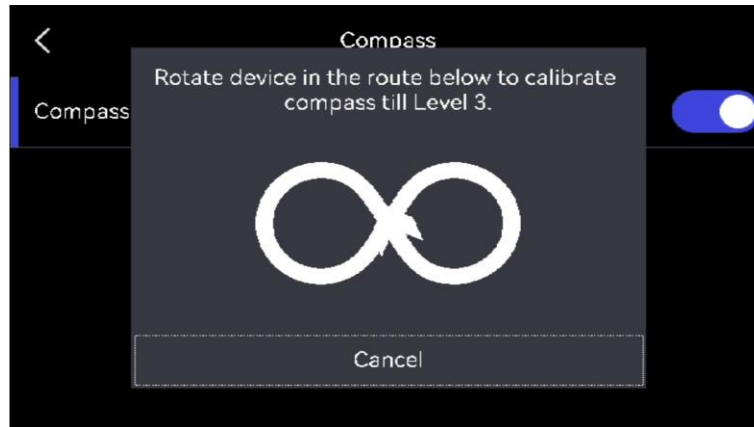 Compass
Rotate device in the route below to calibrate
compass till Level 3.
Compass
Cancel